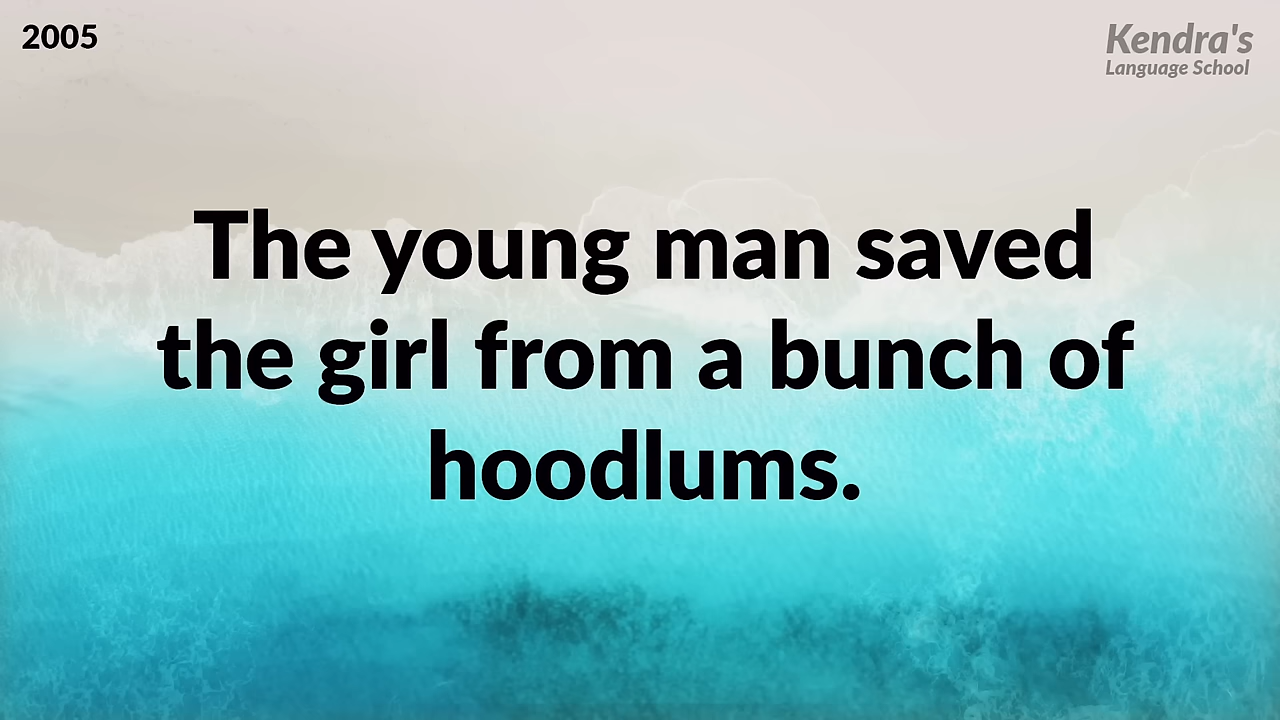 2005
Kendra's
Language School
The young man saved
the girl from a bunch of
hoodlums.